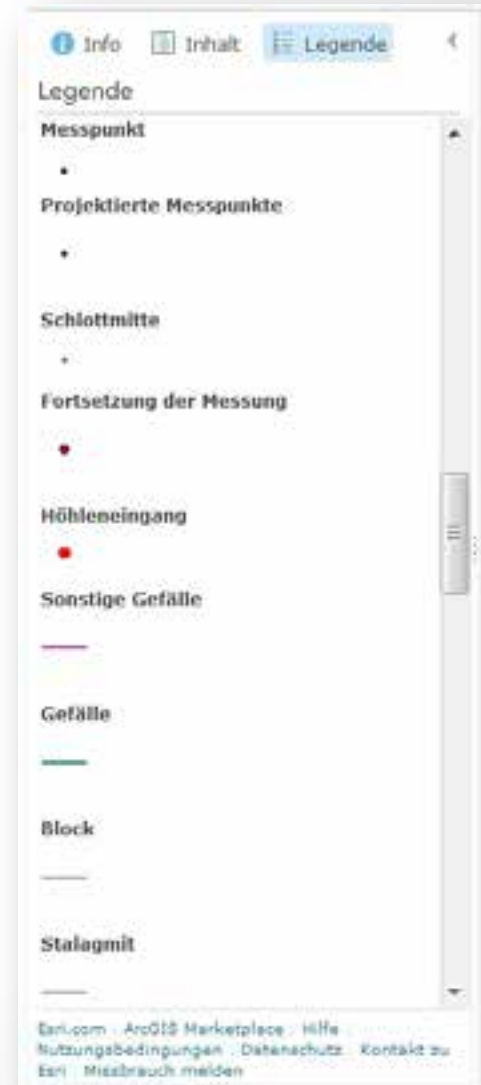 Info Inhalt Legende
Legende
Messpunkt
Projektierte Messpunkte
Schlottmitte
Fortsetzung der Messung
Höhleneingang
Sonstige Gefälle
Gefälle
Block
Stalagmit
Esri.com ArcGIS Marketplace Hilfe
Nutzungsbedingungen Datenschutz Kontakt zu
Esri Missbrauch melden